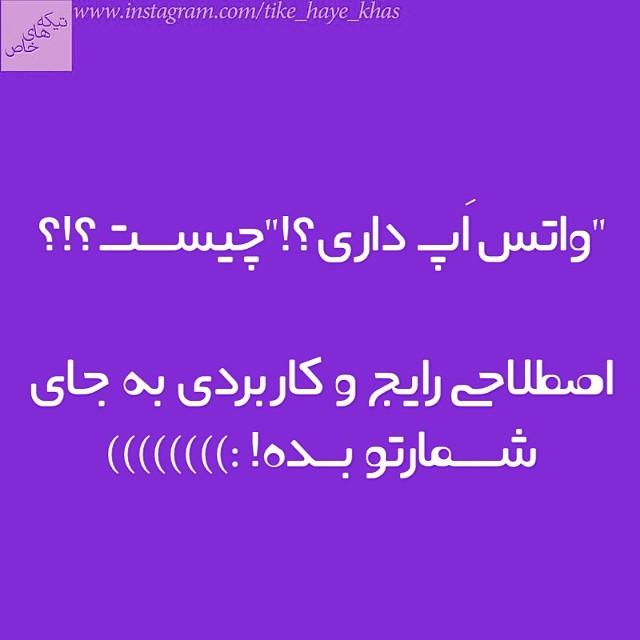 www.instagram.com/tike_haye_khas
تیکه
های
خاص
"واتس اَپ داری؟!"چیست؟!؟
اصطلاحی رایج و کاربردی به جای
شمارتو بده! :))))))))